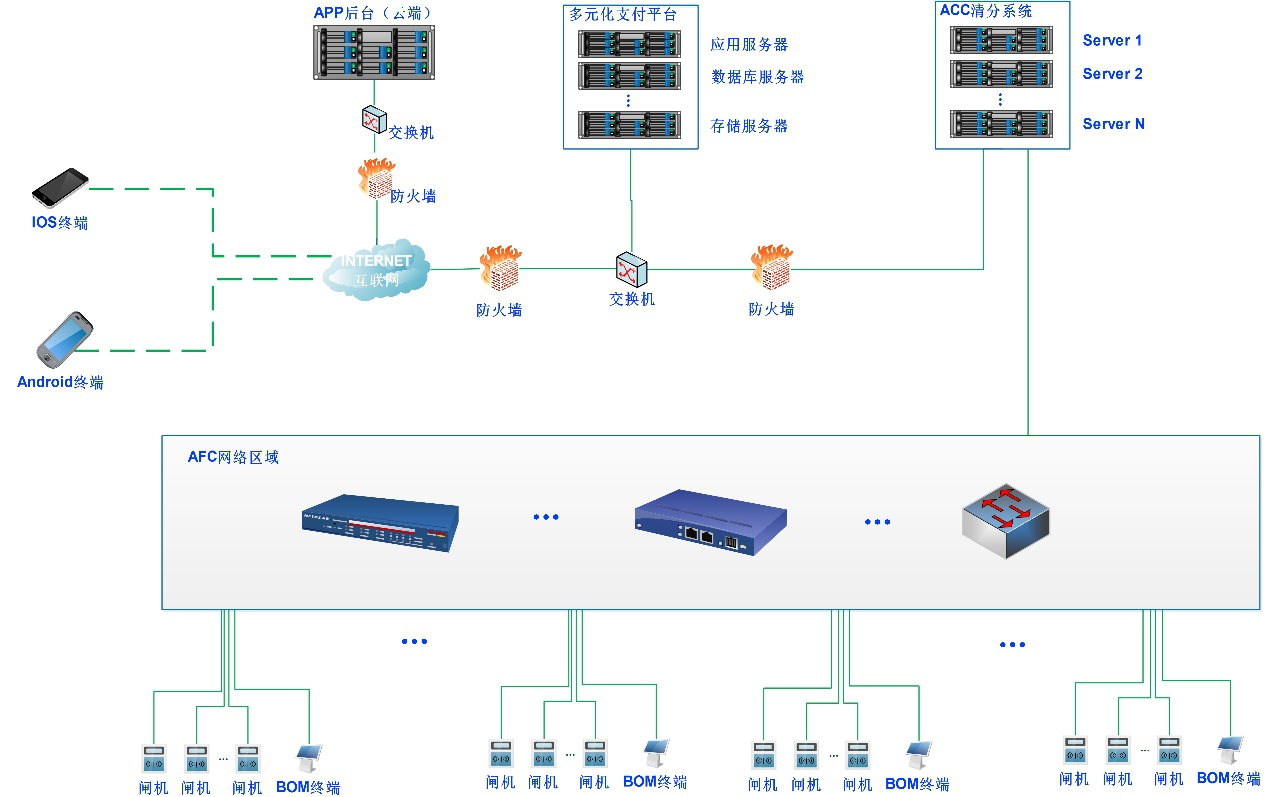 APP后台（云端）
多元化支付平台
ACC清分系统
应用服务器
数据库服务器
存储服务器
Server 1
Server 2
Server N
交换机
防火墙
IOS终端
INTERNET
互联网
防火墙
交换机
防火墙
Android终端
AFC网络区域
NETGEAR
闸机
闸机
闸机
BOM终端
闸机
闸机
闸机
BOM终端
闸机
闸机
闸机
BOM终端
闸机
闸机
闸机
BOM终端